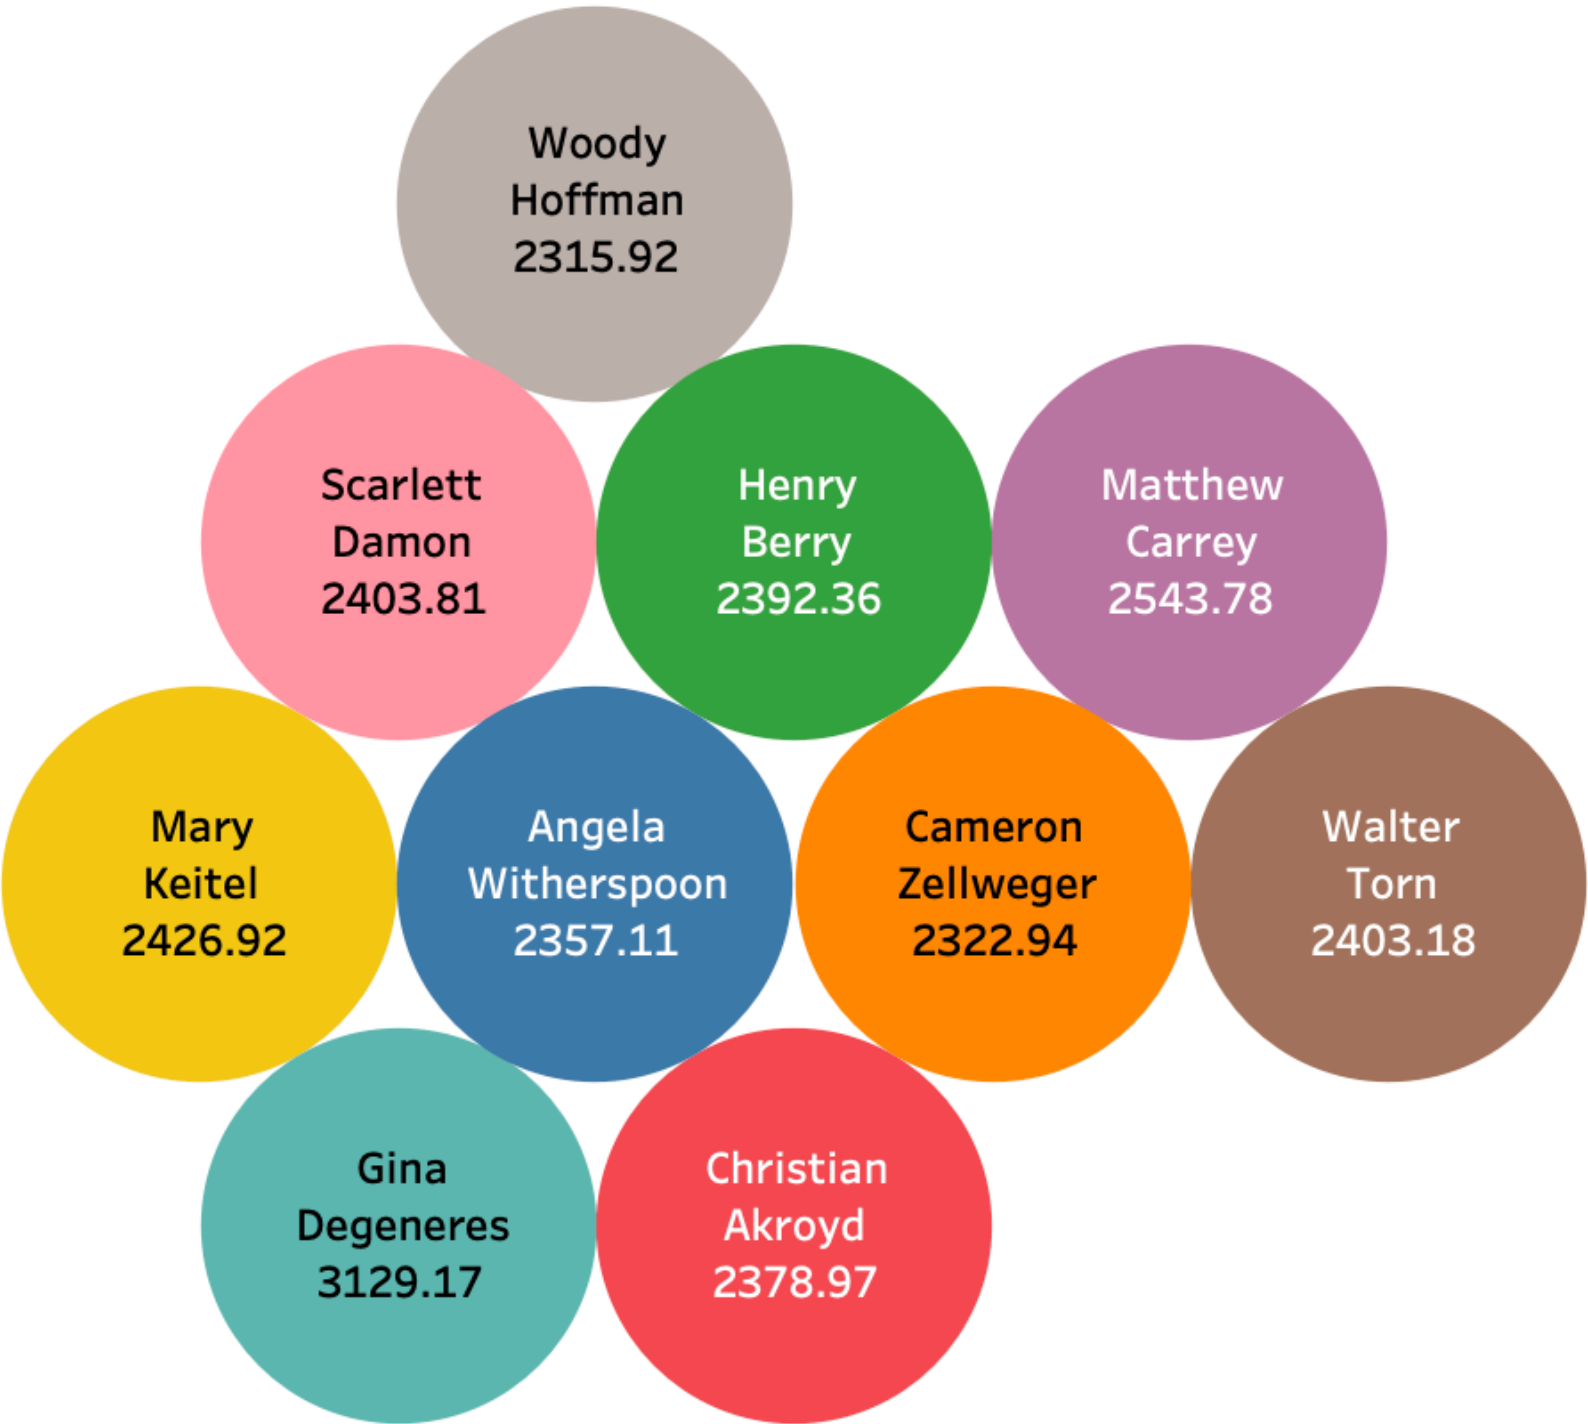 Woody
Hoffman
2315.92
Scarlett
Damon
2403.81
Henry
Berry
2392.36
Matthew
Carrey
2543.78
Mary
Keitel
2426.92
Angela
Witherspoon
2357.11
Cameron
Zellweger
2322.94
Walter
Torn
2403.18
Gina
Degeneres
3129.17
Christian
Akroyd
2378.97